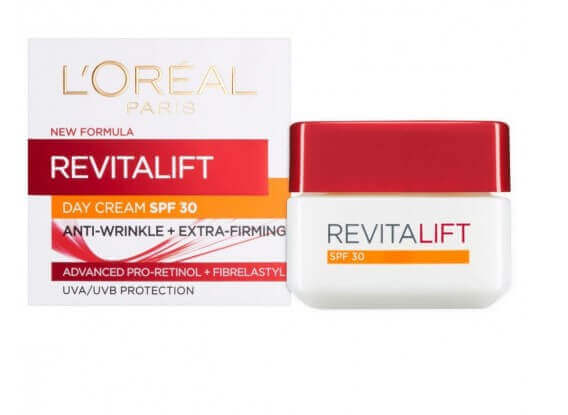 L'ORÉAL
PARIS
NEW FORMULA
REVITALIFT
DAY CREAM SPF 30
ANTI-WRINKLE + EXTRA-FIRMING
ADVANCED PRO-RETINOL + FIBRELASTYL
UVA/UVB PROTECTION
REVITALIFT
SPF 30